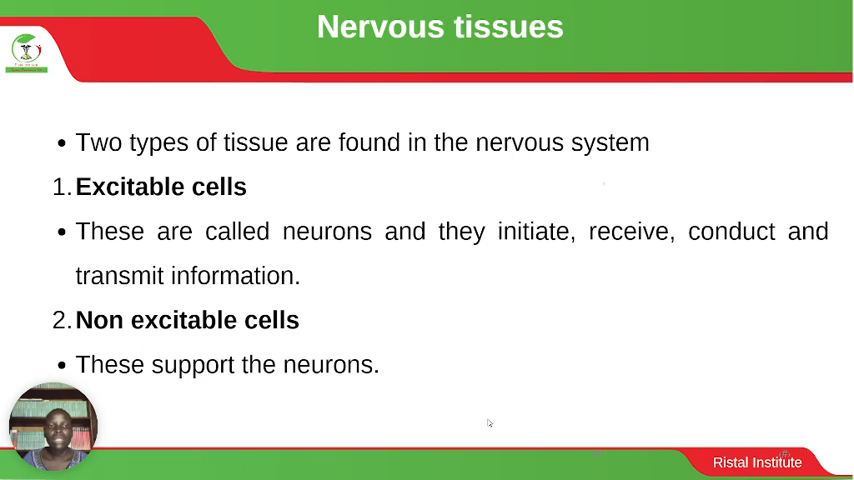 Nervous tissues
• Two types of tissue are found in the nervous system
1. Excitable cells
• These are called neurons and they initiate, receive, conduct and
transmit information.
2. Non excitable cells
• These support the neurons.
Ristal Institute